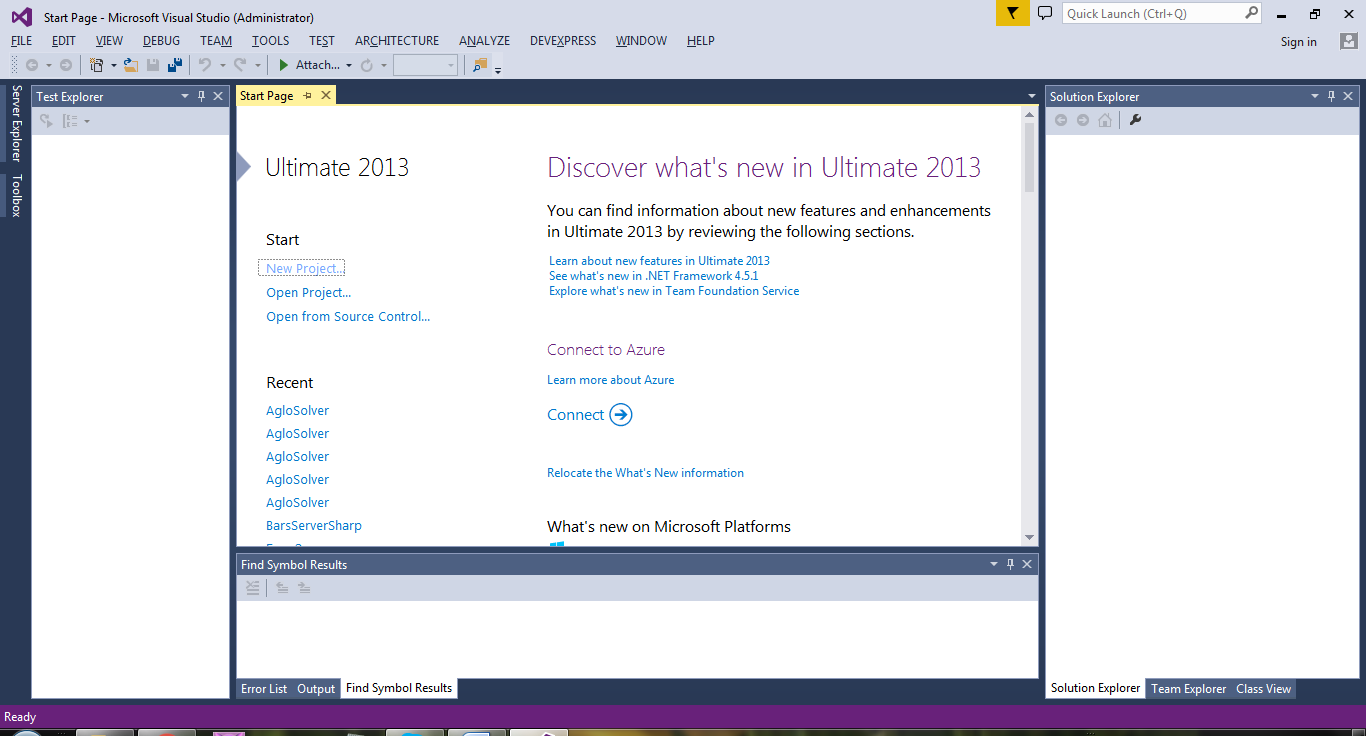 Start Page - Microsoft Visual Studio (Administrator)
Quick Launch (Ctrl+Q)
FILE EDIT VIEW DEBUG TEAM TOOLS TEST ARCHITECTURE ANALYZE DEVEXPRESS WINDOW HELP
Sign in
Attach...
Server Explorer
Toolbox
Test Explorer
Start Page
Ultimate 2013
Start
New Project...
Open Project...
Open from Source Control...
Recent
AgloSolver
AgloSolver
AgloSolver
AgloSolver
AgloSolver
BarsServerSharp
Discover what's new in Ultimate 2013
You can find information about new features and enhancements
in Ultimate 2013 by reviewing the following sections.
Learn about new features in Ultimate 2013
See what's new in .NET Framework 4.5.1
Explore what's new in Team Foundation Service
Connect to Azure
Learn more about Azure
Connect
Relocate the What's New information
What's new on Microsoft Platforms
Find Symbol Results
Error List Output Find Symbol Results
Solution Explorer
Solution Explorer Team Explorer Class View
Ready